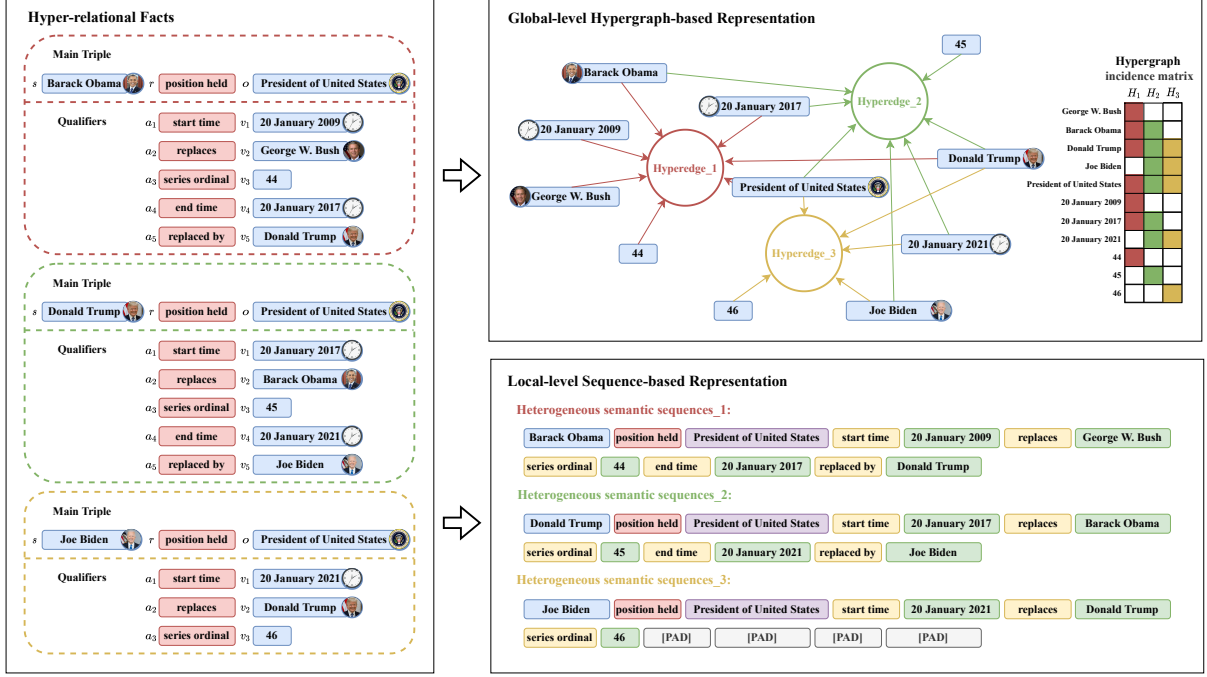 Hyper-relational Facts
Main Triple
s Barack Obama r position held o President of United States
Qualifiers
a1 start time v1 20 January 2009
a2 replaces v2 George W. Bush
a3 series ordinal v3 44
a4 end time v4 20 January 2017
a5 replaced by v5 Donald Trump
Main Triple
s Donald Trump r position held o President of United States
Qualifiers
a1 start time v1 20 January 2017
a2 replaces v2 Barack Obama
a3 series ordinal v3 45
a4 end time v4 20 January 2021
a5 replaced by v5 Joe Biden
Main Triple
s Joe Biden r position held o President of United States
Qualifiers
a1 start time v1 20 January 2021
a2 replaces v2 Donald Trump
a3 series ordinal v3 46
Global-level Hypergraph-based Representation
45
Barack Obama
20 January 2017
Hyperedge_2
20 January 2009
Hyperedge_1
Donald Trump
President of United States
George W. Bush
44
20 January 2021
Hyperedge_3
46
Joe Biden
Hypergraph
incidence matrix
H1 H2 H3
George W. Bush
Barack Obama
Donald Trump
Joe Biden
President of United States
20 January 2009
20 January 2017
20 January 2021
44
45
46
Local-level Sequence-based Representation
Heterogeneous semantic sequences_1:
Barack Obama position held President of United States start time 20 January 2009 replaces George W. Bush
series ordinal 44 end time 20 January 2017 replaced by Donald Trump
Heterogeneous semantic sequences_2:
Donald Trump position held President of United States start time 20 January 2017 replaces Barack Obama
series ordinal 45 end time 20 January 2021 replaced by Joe Biden
Heterogeneous semantic sequences_3:
Joe Biden position held President of United States start time 20 January 2021 replaces Donald Trump
series ordinal 46 [PAD] [PAD] [PAD] [PAD]